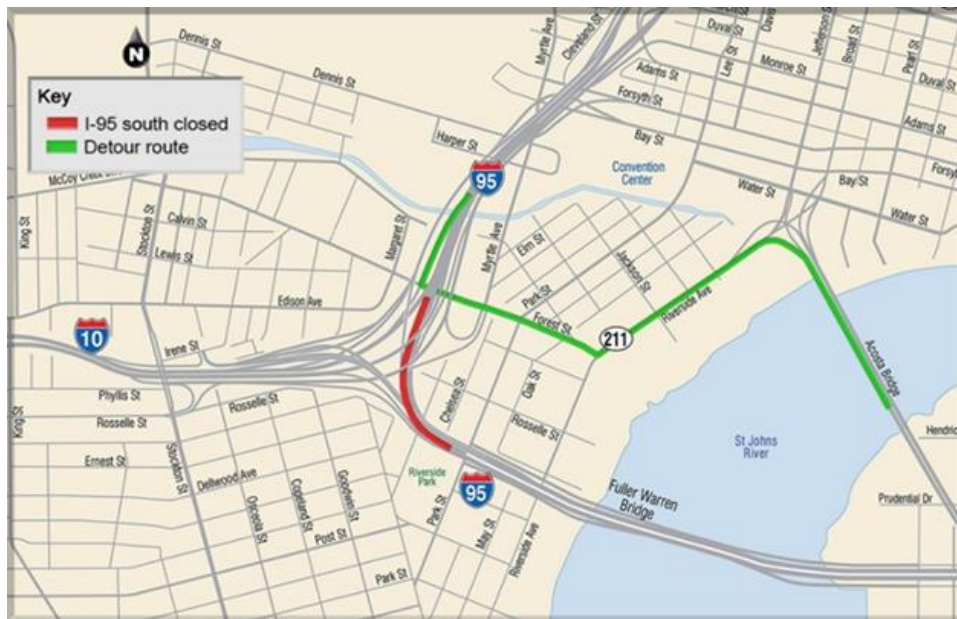 N
Key
I-95 south closed
Detour route
Dennis St
Dennis St
Myrtle Ave
Cleveland St
Duval St
Lee St
Jefferson St
Broad St
Pearl St
Monroe St
Adams St
Forsyth St
Duval St
Adams St
Harper St
Bay St
95
Convention
Center
Water St
Bay St
Water St
King St
Stockton St
Calvin St
Lewis St
Margaret St
Myrtle Ave
Elm St
Jackson St
Park St
Edison Ave
Forest St
211
Riverside Ave
Acosta Bridge
10
Irene St
Phyllis St
Rosselle St
Rosselle St
King St
Ernest St
Stockton St
Dellwood Ave
Osceola St
Copeland St
Goodwin St
Post St
Park St
Chelsea St
Oak St
Rosselle St
Riverside
Park
95
Park St
May St
Riverside Ave
Fuller Warren
Bridge
St Johns
River
Prudential Dr